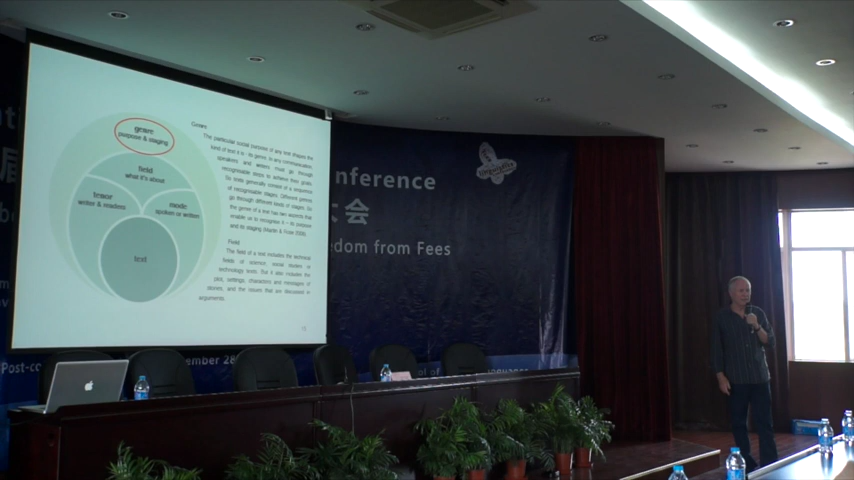 genre
purpose & staging
field
what it's about
tenor
writer & readers
mode
spoken or written
text
Genre
The particular social purpose of any text shapes the
kind of text it is - its genre. In any communication,
speakers and writers must go through
recognisable steps to achieve their goals.
So texts generally consist of a sequence
of recognisable stages. Different genres
go through different kinds of stages. So
the genre of a text has two aspects that
enable us to recognise it – its purpose
and its staging (Martin & Rose 2008).
Field
The field of a text includes the technical
fields of science, social studies or
technology texts. But it also includes the
plot, settings, characters and messages of
stories, and the issues that are discussed in
arguments.
nference
大会
edom from Fees
Post-co
ember 28
al of